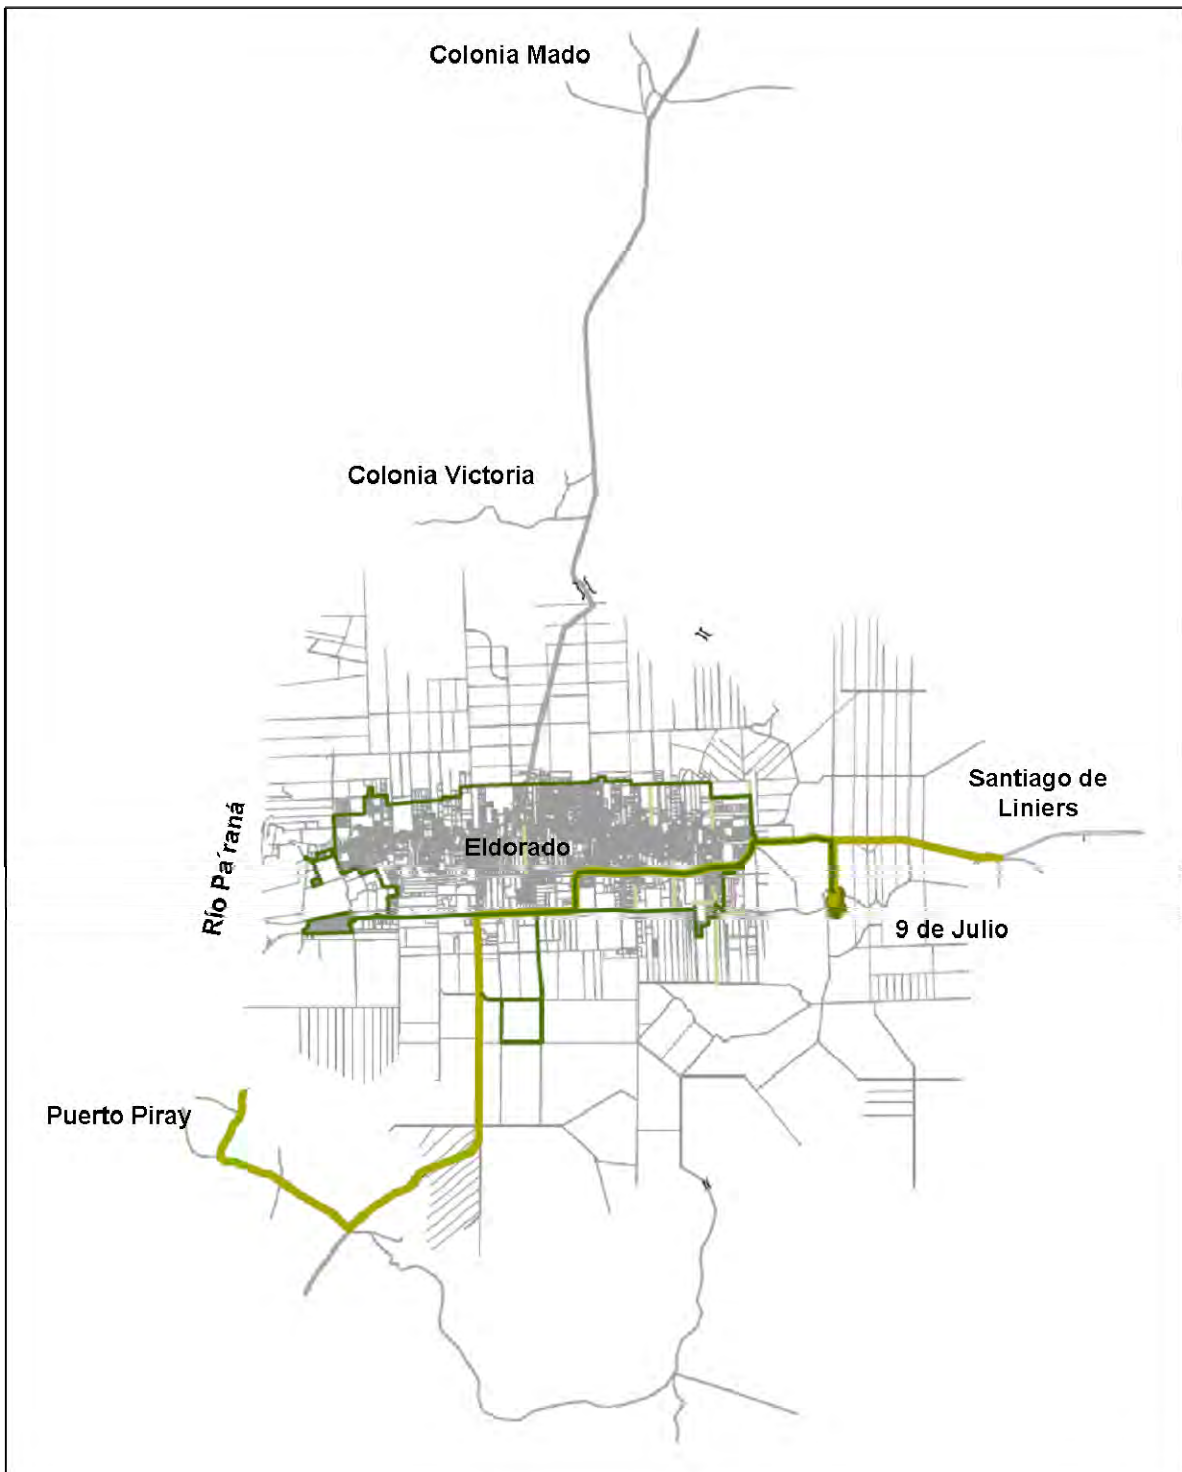 Colonia Mado
Colonia Victoria
Santiago de
Liniers
Río Pa´raná
Eldorado
9 de Julio
Puerto Piray